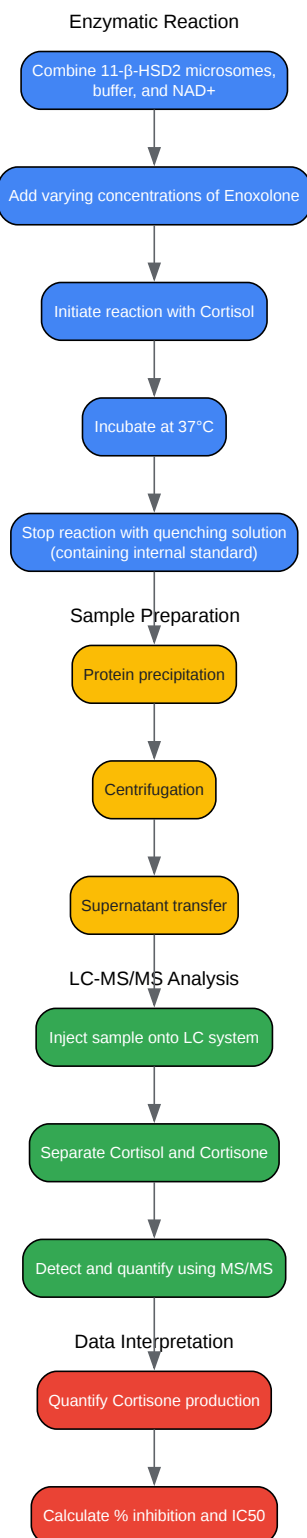 Enzymatic Reaction
Combine 11-β-HSD2 microsomes,
buffer, and NAD+
Add varying concentrations of Enoxolone
Initiate reaction with Cortisol
Incubate at 37°C
Stop reaction with quenching solution
(containing internal standard)
Sample Preparation
Protein precipitation
Centrifugation
Supernatant transfer
LC-MS/MS Analysis
Inject sample onto LC system
Separate Cortisol and Cortisone
Detect and quantify using MS/MS
Data Interpretation
Quantify Cortisone production
Calculate % inhibition and IC50